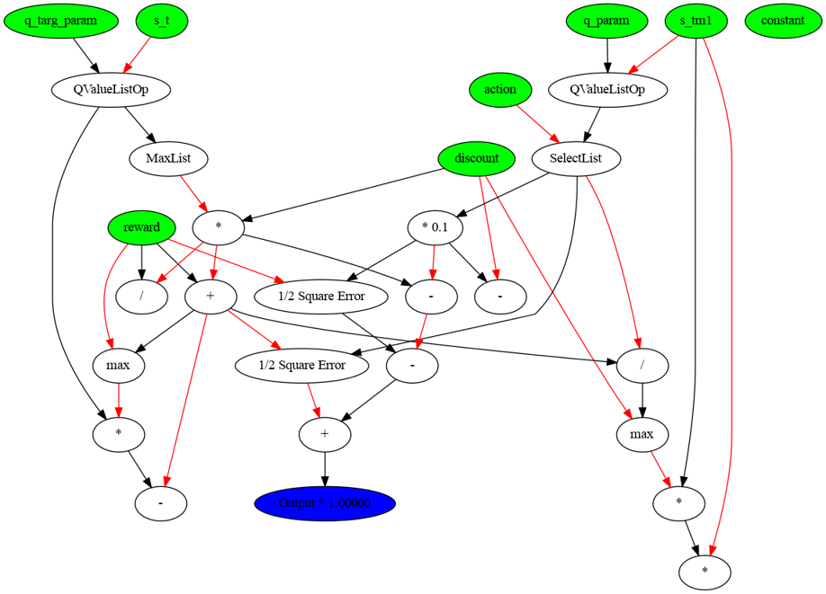 q_targ_param s_t q_param s_tm1 constant
QValueListOp action QValueListOp
MaxList discount SelectList
reward * * 0.1
/ + 1/2 Square Error - -
max 1/2 Square Error - /
* + max
- Output * 1.00000 *
*